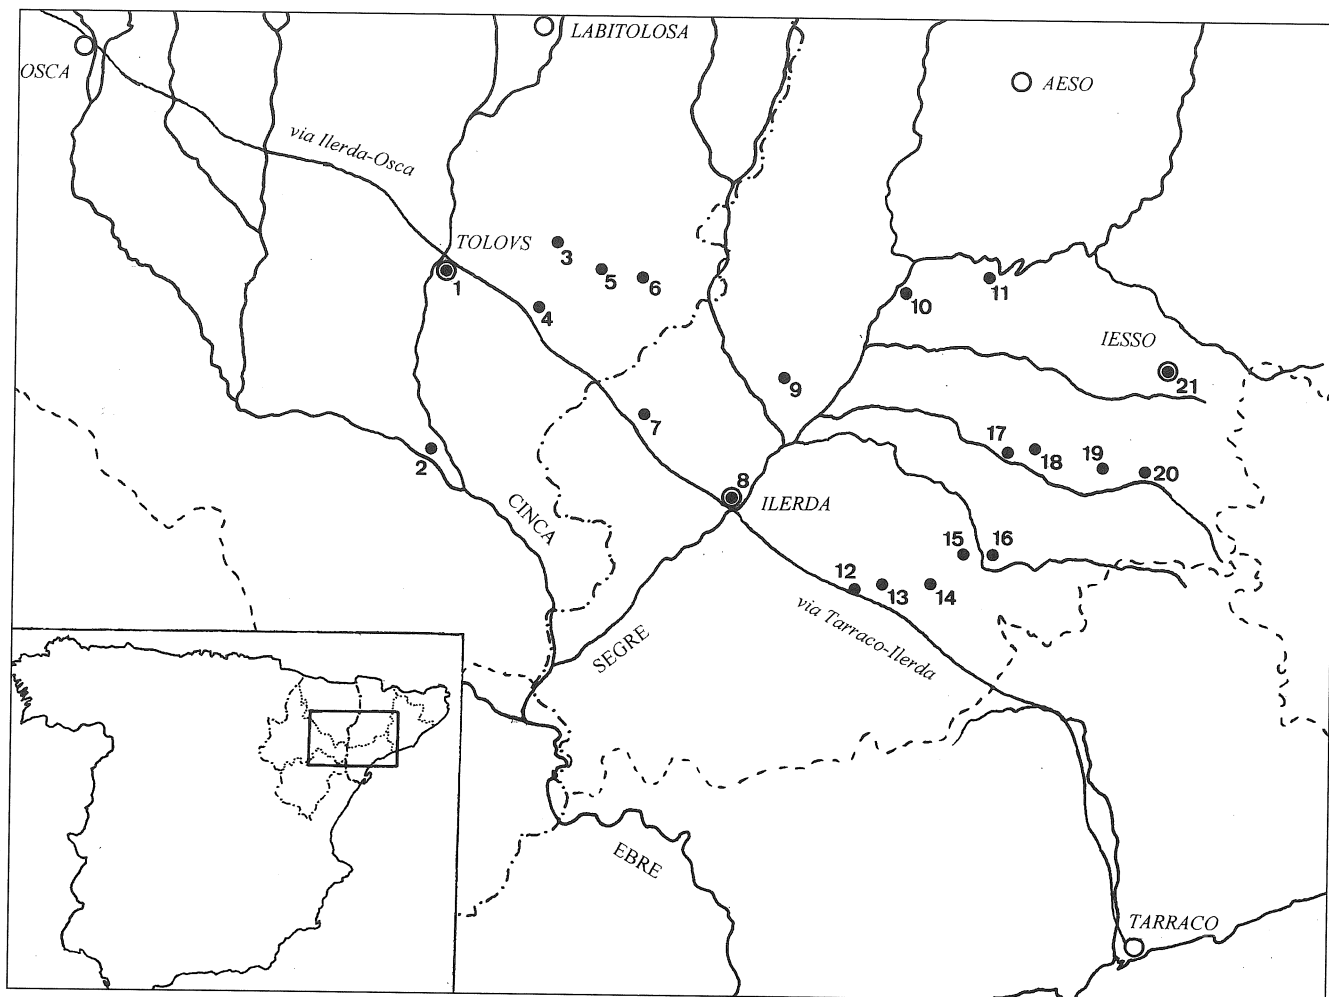 LABITOLOSA
OSCA
AESO
via Ilerda-Osca
TOLOVS
3
5
6
1
4
10
11
IESSO
21
9
7
2
17
18
19
20
8
CINCA
ILERDA
15
16
12
13
14
via Tarraco-Ilerda
SEGRE
EBRE
TARRACO